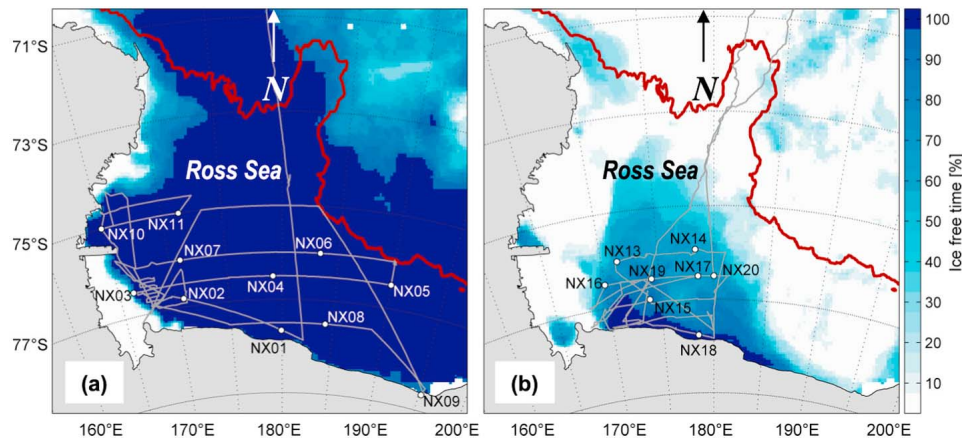 71°S
73°S
75°S
77°S
N
Ross Sea
NX10
NX11
NX07
NX06
NX03
NX02
NX04
NX05
NX08
NX01
NX09
(a)
160°E
170°E
180°E
190°E
200°E
N
Ross Sea
NX13
NX14
NX16
NX19
NX17
NX20
NX15
NX18
(b)
160°E
170°E
180°E
190°E
200°E
100
90
80
70
60
50
40
30
20
10
Ice free time [%]